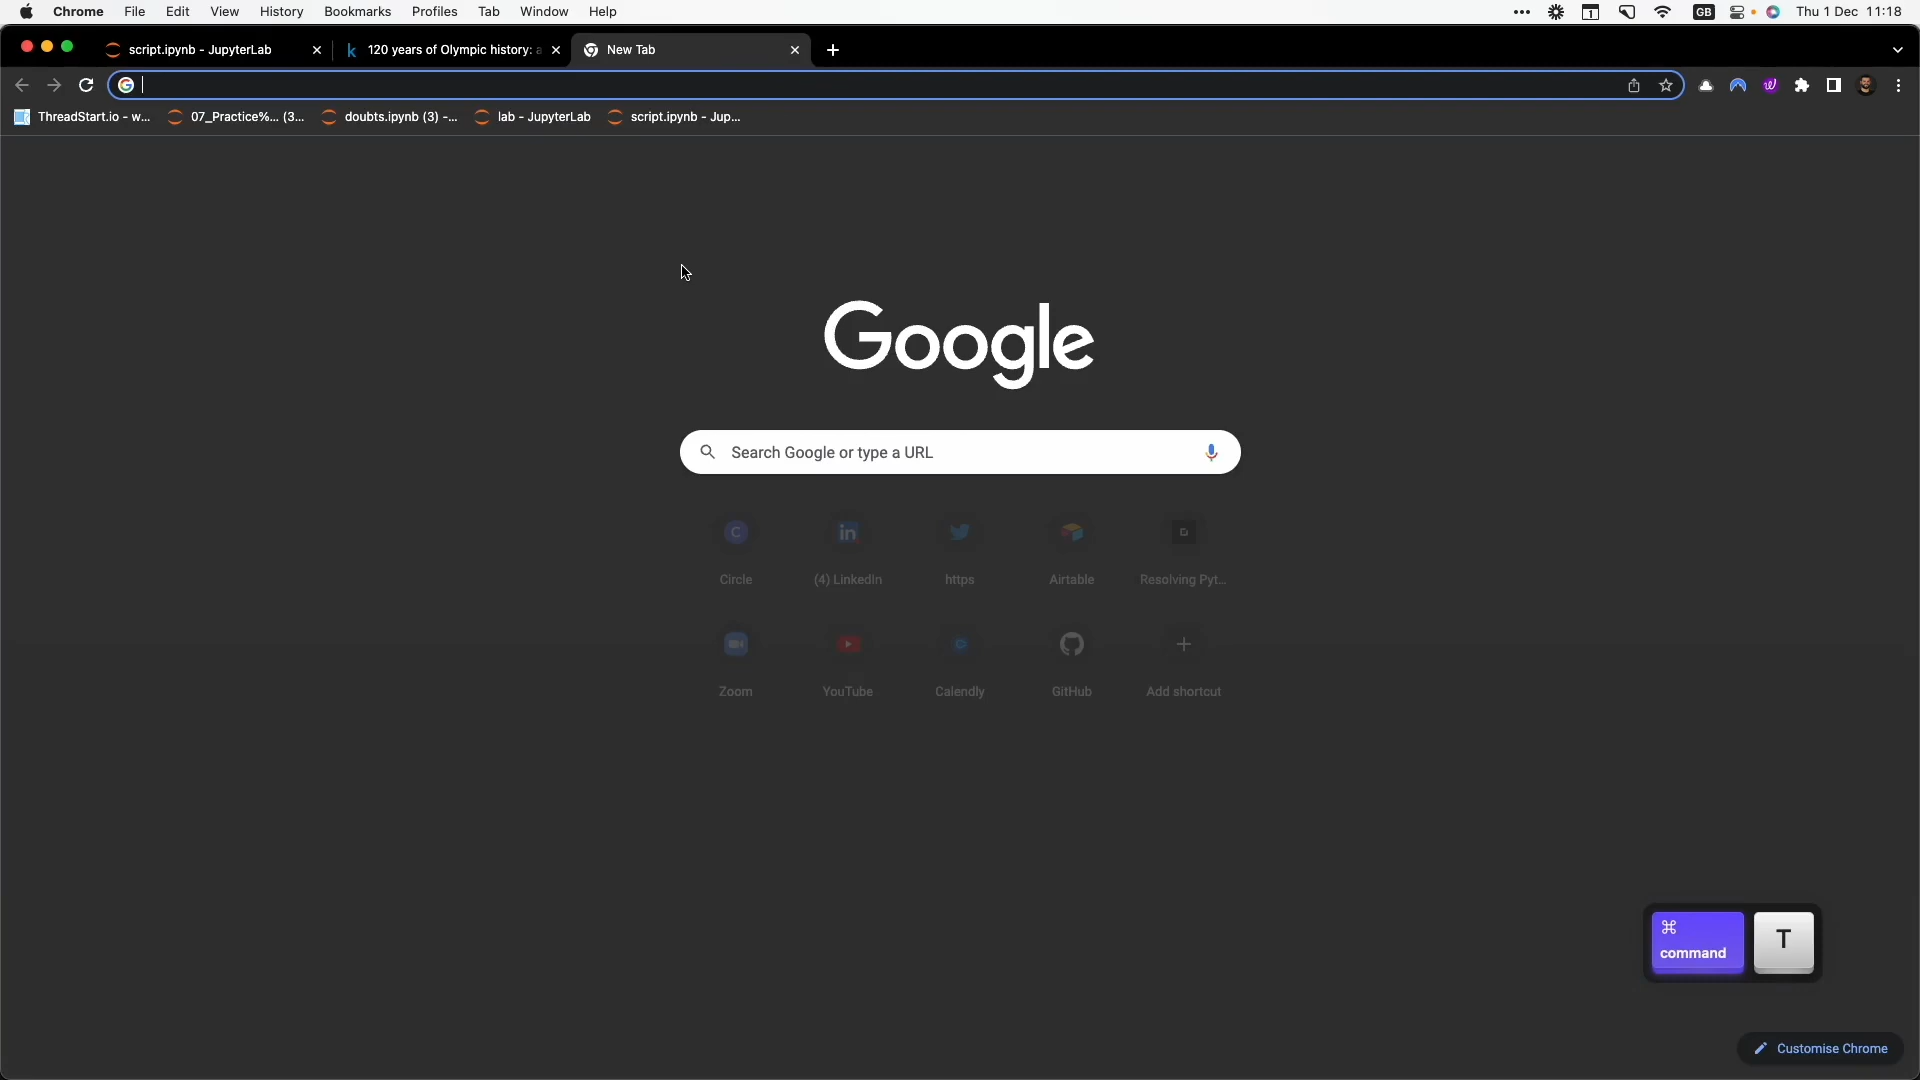 Chrome File Edit View History Bookmarks Profiles Tab Window Help
1 GB Thu 1 Dec 11:18
script.ipynb - JupyterLab
k 120 years of Olympic history: a
New Tab
ThreadStart.io - w...
07_Practice%... (3...
doubts.ipynb (3) -...
lab - JupyterLab
script.ipynb - Jup...
Google
Search Google or type a URL
C in
Circle
(4) LinkedIn
https
Airtable
Resolving Pyt...
Zoom
YouTube
Calendly
GitHub
Add shortcut
⌘
command
T
Customise Chrome